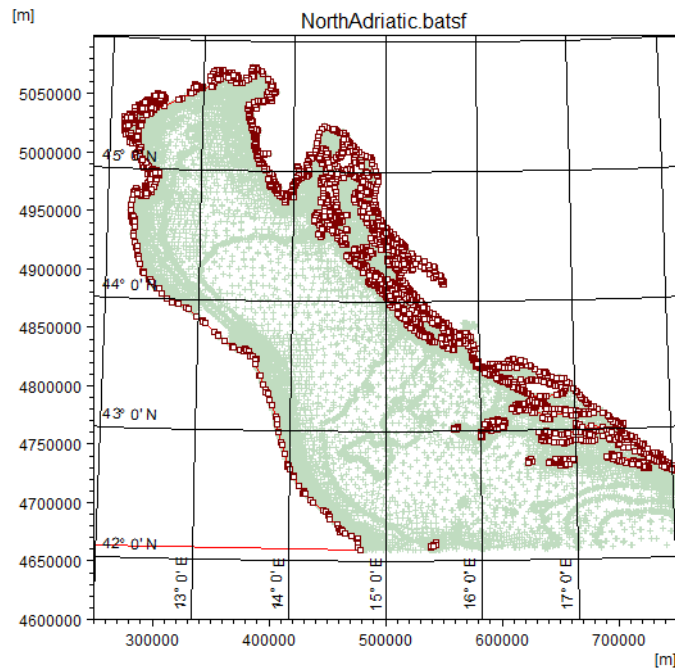 NorthAdriatic.batsf
[m]
5050000
5000000
45° 0' N
4950000
4900000
44° 0' N
4850000
4800000
43° 0' N
4750000
4700000
4650000
42° 0' N
4600000
13° 0' E
14° 0' E
15° 0' E
16° 0' E
17° 0' E
300000 400000 500000 600000 700000
[m]